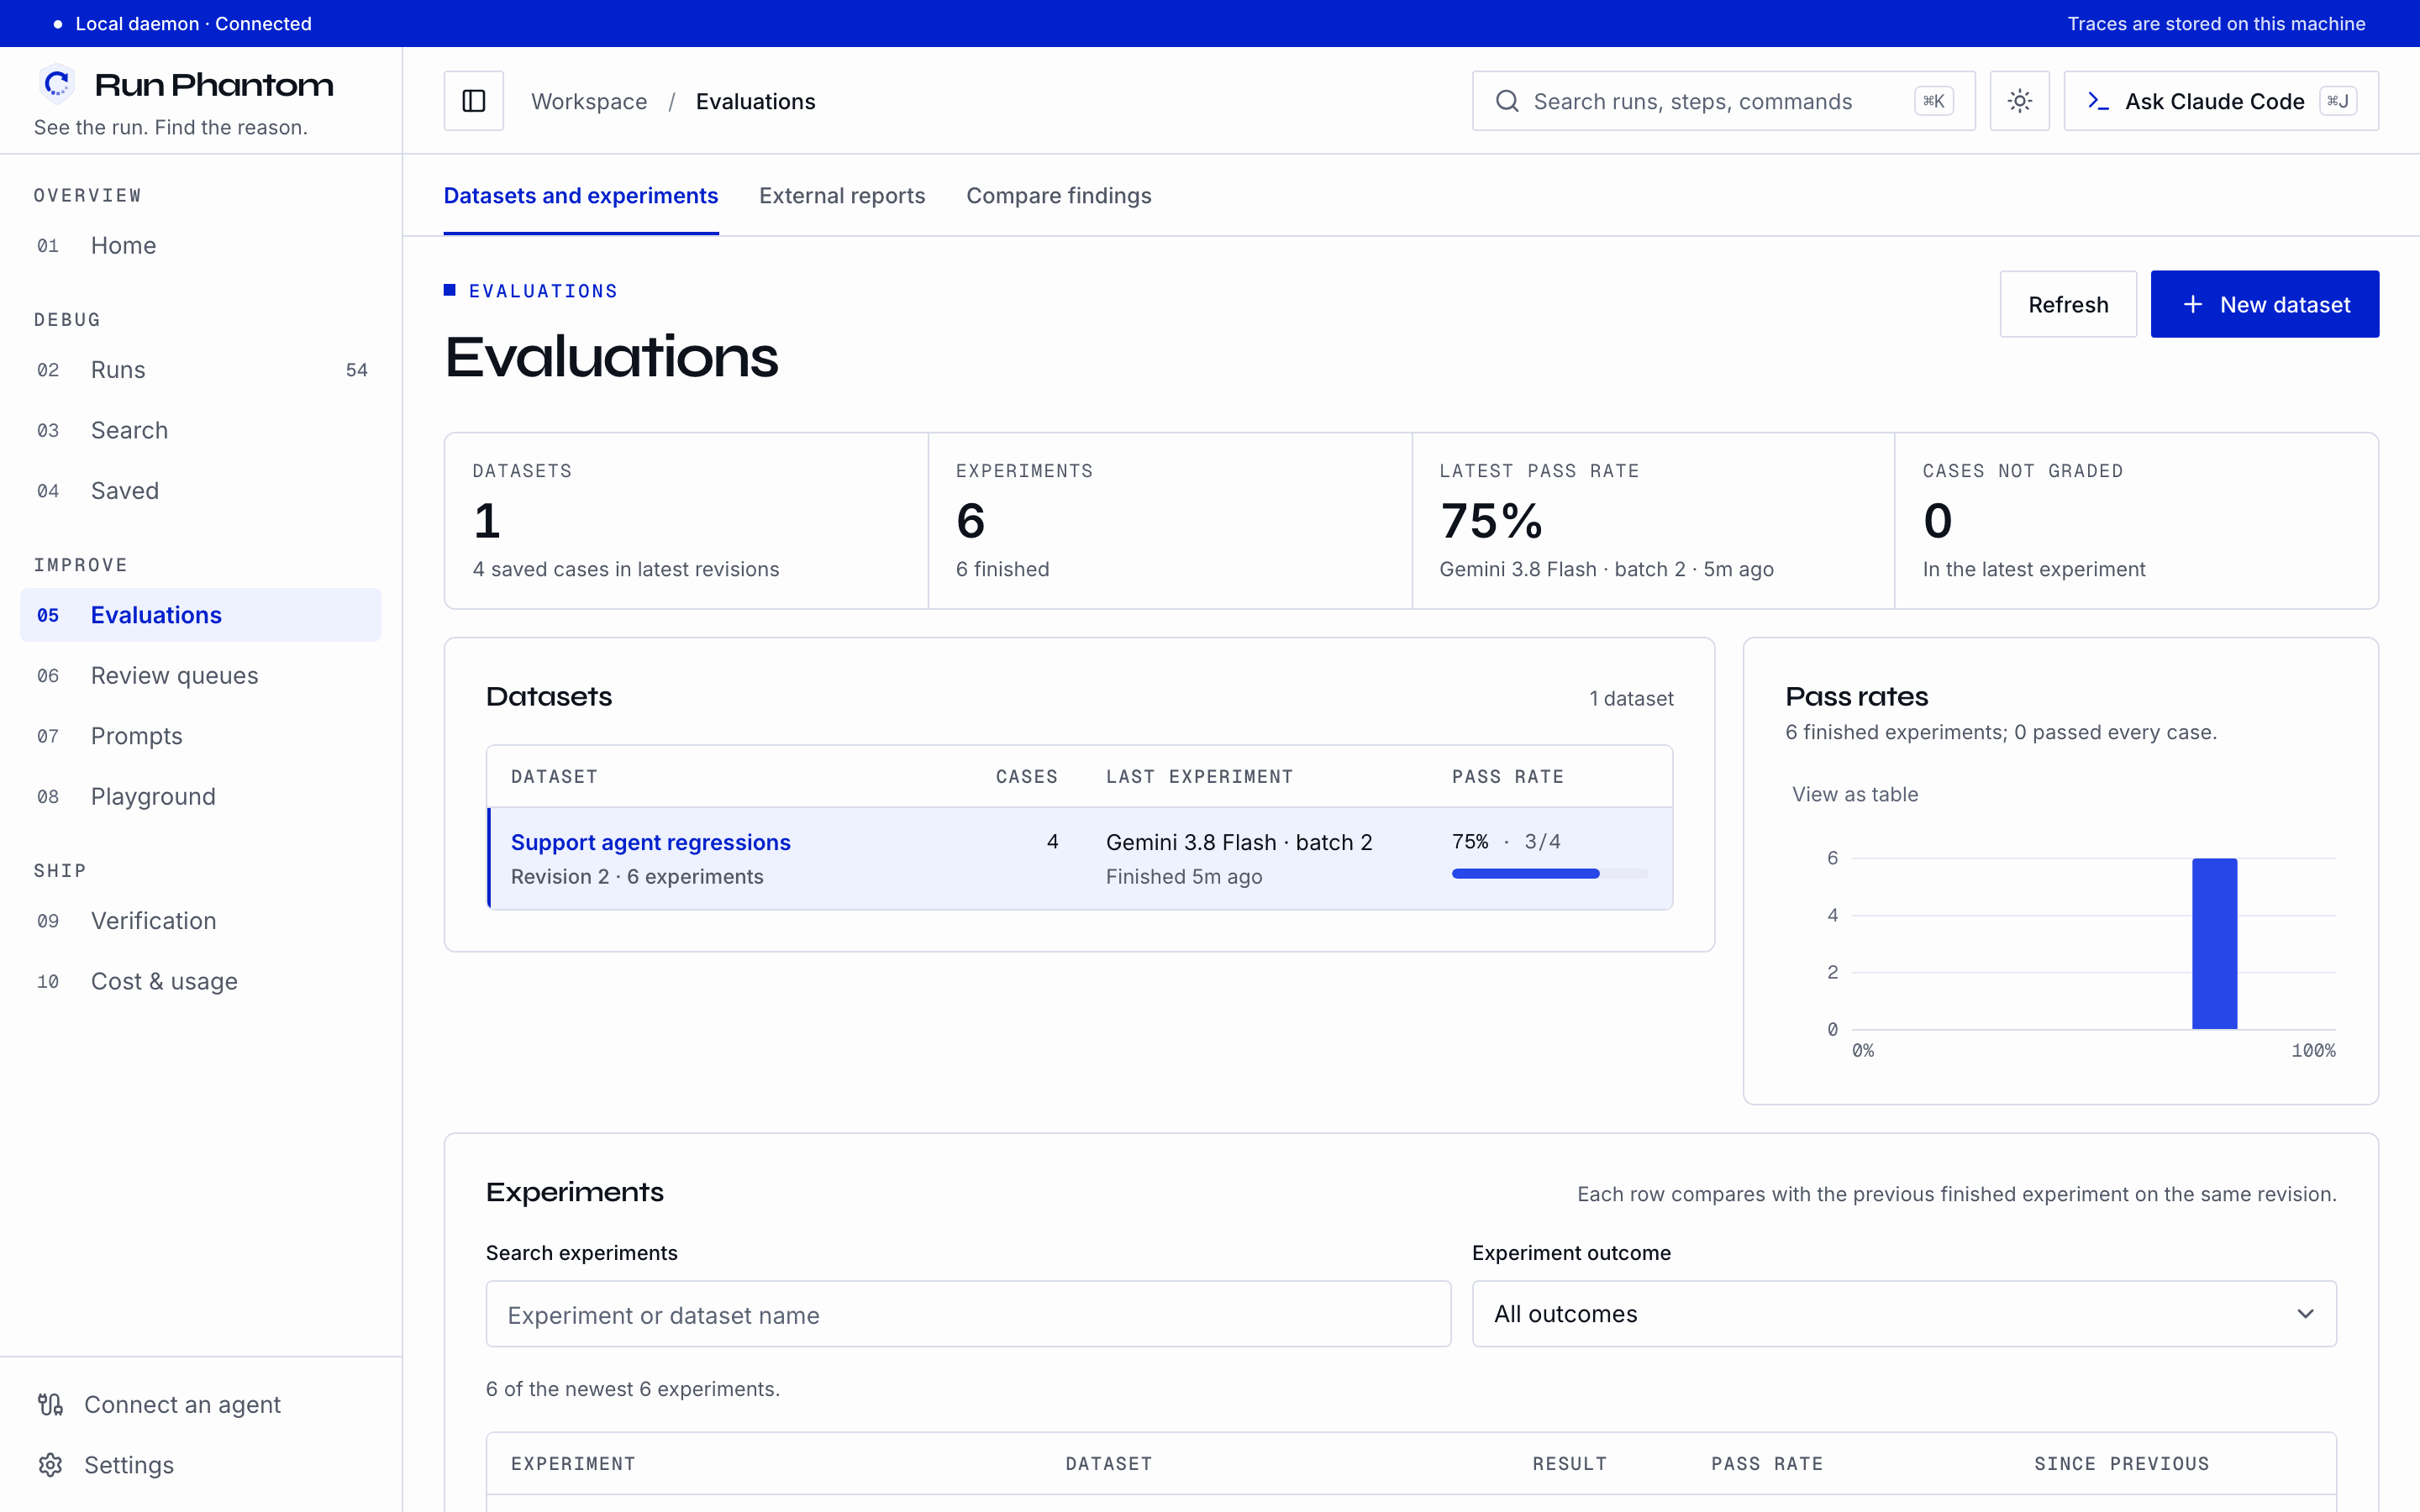 Local daemon · Connected
Traces are stored on this machine
Run Phantom
See the run. Find the reason.
Workspace / Evaluations
Search runs, steps, commands ⌘K
Ask Claude Code ⌘J
OVERVIEW
01 Home
DEBUG
02 Runs 54
03 Search
04 Saved
IMPROVE
05 Evaluations
06 Review queues
07 Prompts
08 Playground
SHIP
09 Verification
10 Cost & usage
Connect an agent
Settings
Datasets and experiments
External reports
Compare findings
EVALUATIONS
Evaluations
Refresh
+ New dataset
DATASETS
1
4 saved cases in latest revisions
EXPERIMENTS
6
6 finished
LATEST PASS RATE
75%
Gemini 3.8 Flash · batch 2 · 5m ago
CASES NOT GRADED
0
In the latest experiment
Datasets
1 dataset
DATASET CASES LAST EXPERIMENT PASS RATE
Support agent regressions 4 Gemini 3.8 Flash · batch 2 75% · 3/4
Revision 2 · 6 experiments Finished 5m ago
Pass rates
6 finished experiments; 0 passed every case.
View as table
6
4
2
0
0% 100%
Experiments
Each row compares with the previous finished experiment on the same revision.
Search experiments
Experiment or dataset name
Experiment outcome
All outcomes
6 of the newest 6 experiments.
EXPERIMENT DATASET RESULT PASS RATE SINCE PREVIOUS